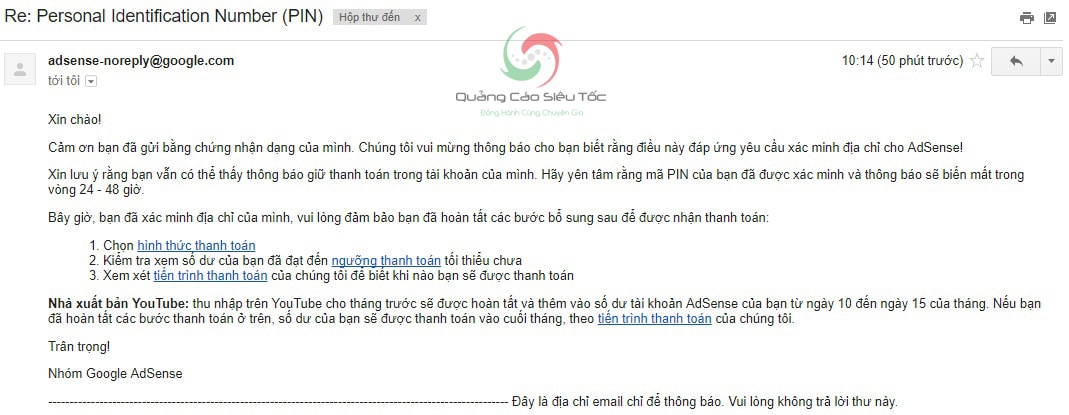 Re: Personal Identification Number (PIN) Hộp thư đến x
adsense-noreply@google.com
10:14 (50 phút trước)
tới tôi
Quảng Cáo Siêu Tốc
Đồng Hành Cùng Chuyên Gia
Xin chào!
Cảm ơn bạn đã gửi bằng chứng nhận dạng của mình. Chúng tôi vui mừng thông báo cho bạn biết rằng điều này đáp ứng yêu cầu xác minh địa chỉ cho AdSense!
Xin lưu ý rằng bạn vẫn có thể thấy thông báo giữ thanh toán trong tài khoản của mình. Hãy yên tâm rằng mã PIN của bạn đã được xác minh và thông báo sẽ biến mất trong
vòng 24 - 48 giờ.
Bây giờ, bạn đã xác minh địa chỉ của mình, vui lòng đảm bảo bạn đã hoàn tất các bước bổ sung sau để được nhận thanh toán:
1. Chọn hình thức thanh toán
2. Kiểm tra xem số dư của bạn đã đạt đến ngưỡng thanh toán tối thiểu chưa
3. Xem xét tiến trình thanh toán của chúng tôi để biết khi nào bạn sẽ được thanh toán
Nhà xuất bản YouTube: thu nhập trên YouTube cho tháng trước sẽ được hoàn tất và thêm vào số dư tài khoản AdSense của bạn từ ngày 10 đến ngày 15 của tháng. Nếu bạn
đã hoàn tất các bước thanh toán ở trên, số dư của bạn sẽ được thanh toán vào cuối tháng, theo tiến trình thanh toán của chúng tôi.
Trân trọng!
Nhóm Google AdSense
------------------------------------------------------------------------------------------------------------ Đây là địa chỉ email chỉ để thông báo. Vui lòng không trả lời thư này.